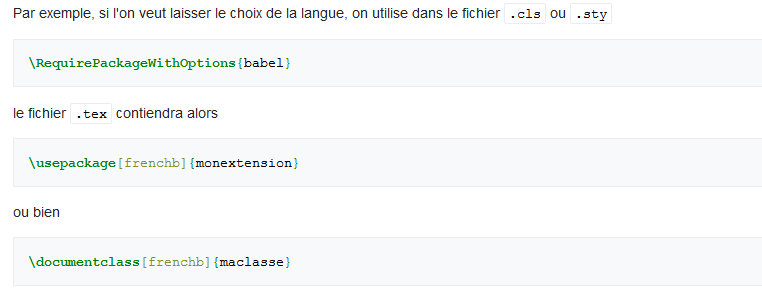 Par exemple, si l'on veut laisser le choix de la langue, on utilise dans le fichier .cls ou .sty
\RequirePackageWithOptions{babel}
le fichier .tex contiendra alors
\usepackage[frenchb]{monextension}
ou bien
\documentclass[frenchb]{maclasse}